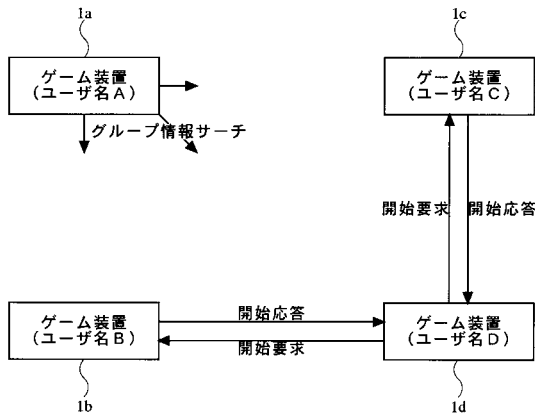 1a
1c
ゲーム装置
(ユーザ名A)
ゲーム装置
(ユーザ名C)
グループ情報サーチ
開始要求
開始応答
ゲーム装置
(ユーザ名B)
開始応答
開始要求
ゲーム装置
(ユーザ名D)
1b
1d